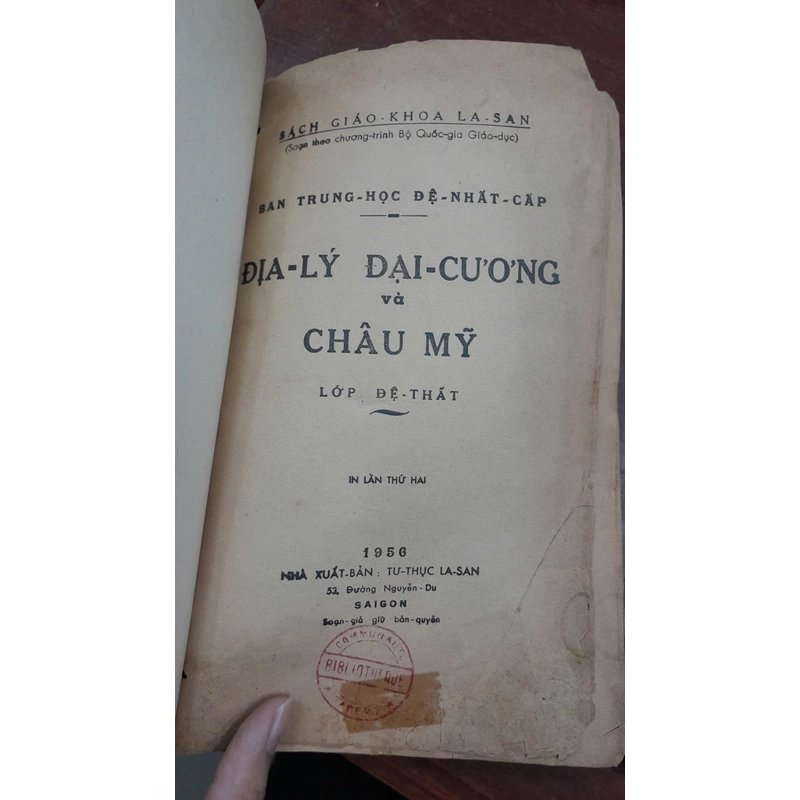 SÁCH GIÁO-KHOA LA-SAN
(Soạn theo chương-trình Bộ Quốc-gia Giáo-dục)
BAN TRUNG-HỌC ĐỆ-NHẤT-CẤP
ĐỊA-LÝ ĐẠI-CƯƠNG
và
CHÂU MỸ
LỚP ĐỆ-THẤT
IN LẦN THỨ HAI
1956
NHÀ XUẤT-BẢN: TƯ-THỤC LA-SAN
53, Đường Nguyễn-Du
SAIGON
Soạn-giả giữ bản-quyền
COMMUNAUTE
BIBLIOTHEQUE